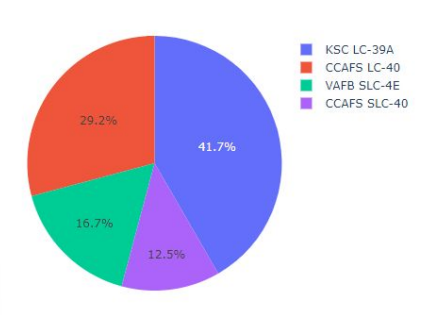 KSC LC-39A
CCAFS LC-40
VAFB SLC-4E
CCAFS SLC-40
29.2%
41.7%
16.7%
12.5%